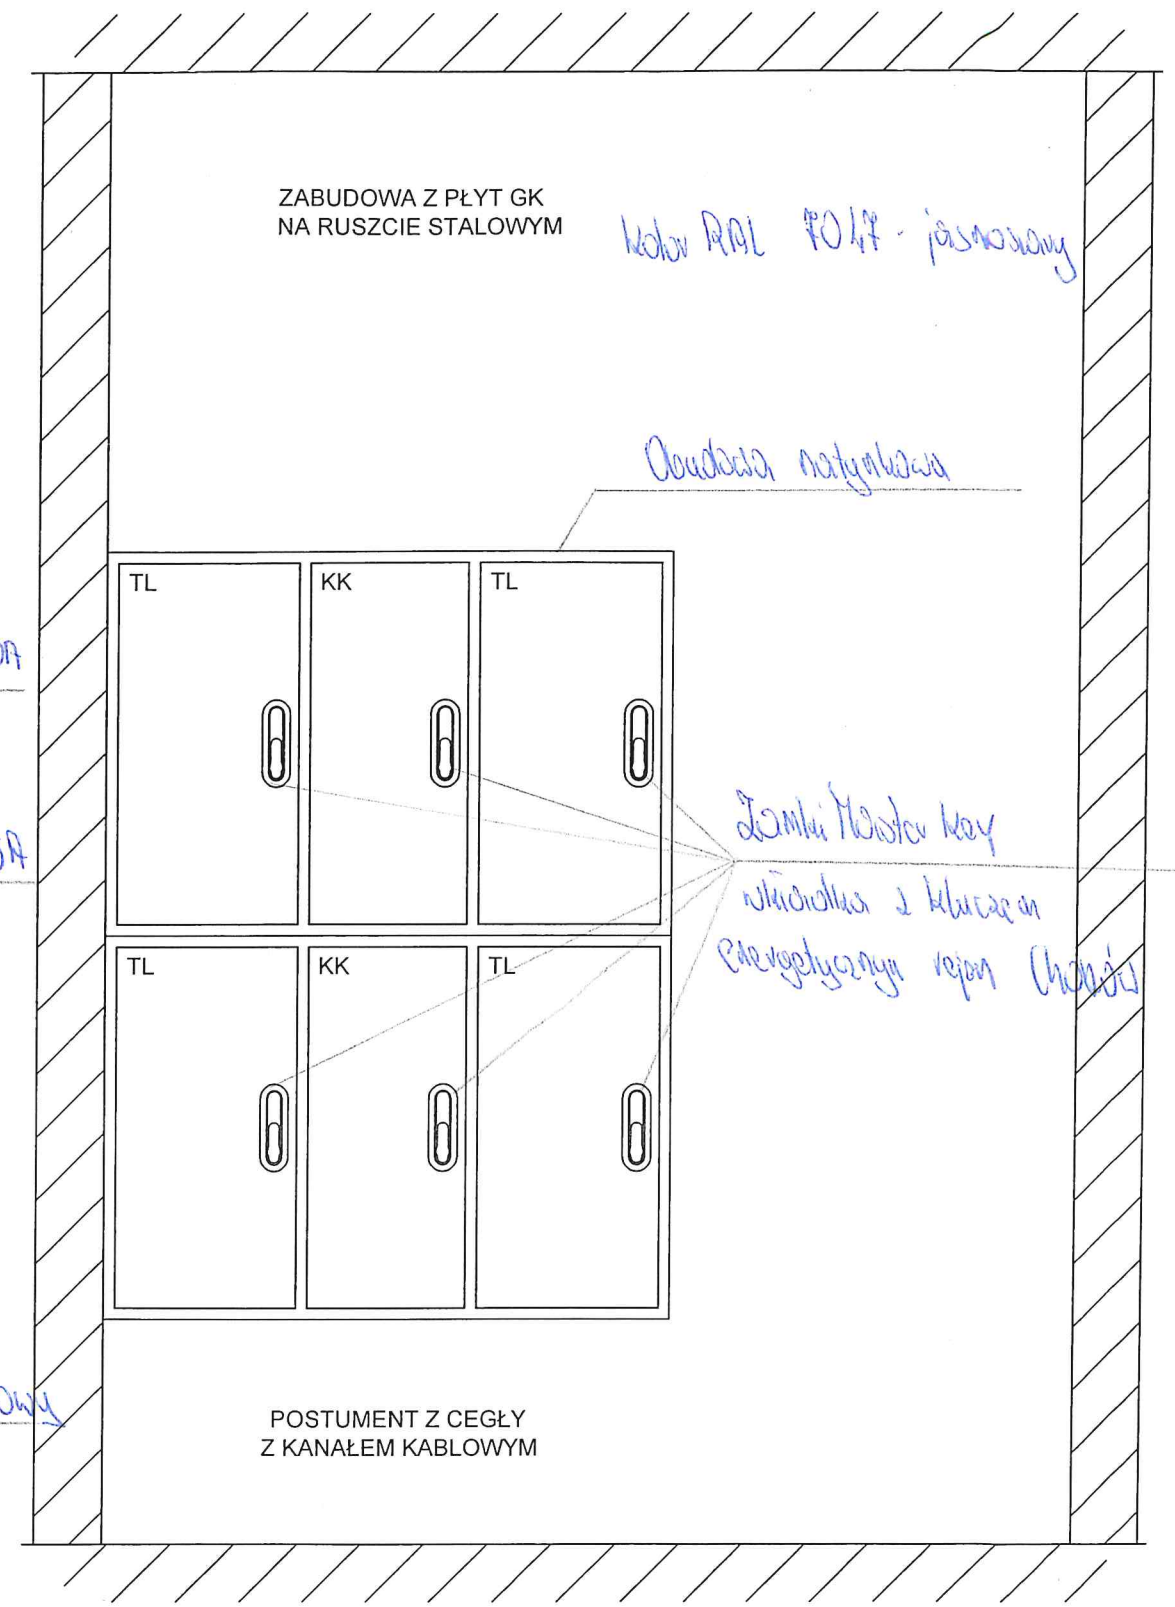 ZABUDOWA Z PŁYT GK
NA RUSZCIE STALOWYM
kolor RAL 7047 - jasnoszary
Obudowa natynkowa
TL KK TL
Zamki Master Key
wkładka z kluczem
energetycznym rejon Chorzów
TL KK TL
POSTUMENT Z CEGŁY
Z KANAŁEM KABLOWYM